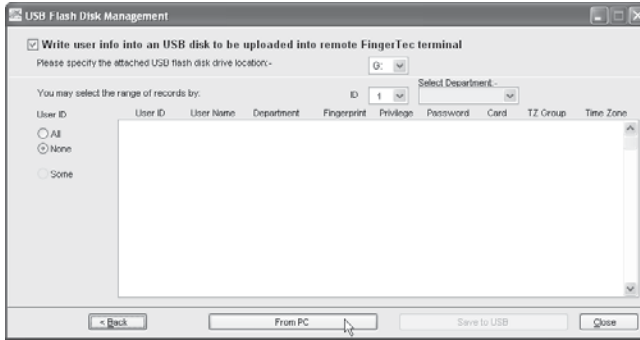 USB Flash Disk Management
Write user info into an USB disk to be uploaded into remote FingerTec terminal
Please specify the attached USB flash disk drive location:- G:
You may select the range of records by: ID 1 Select Department:-
User ID User ID User Name Department Fingerprint Privilege Password Card TZ Group Time Zone
All
None
Some
< Back From PC Save to USB Close